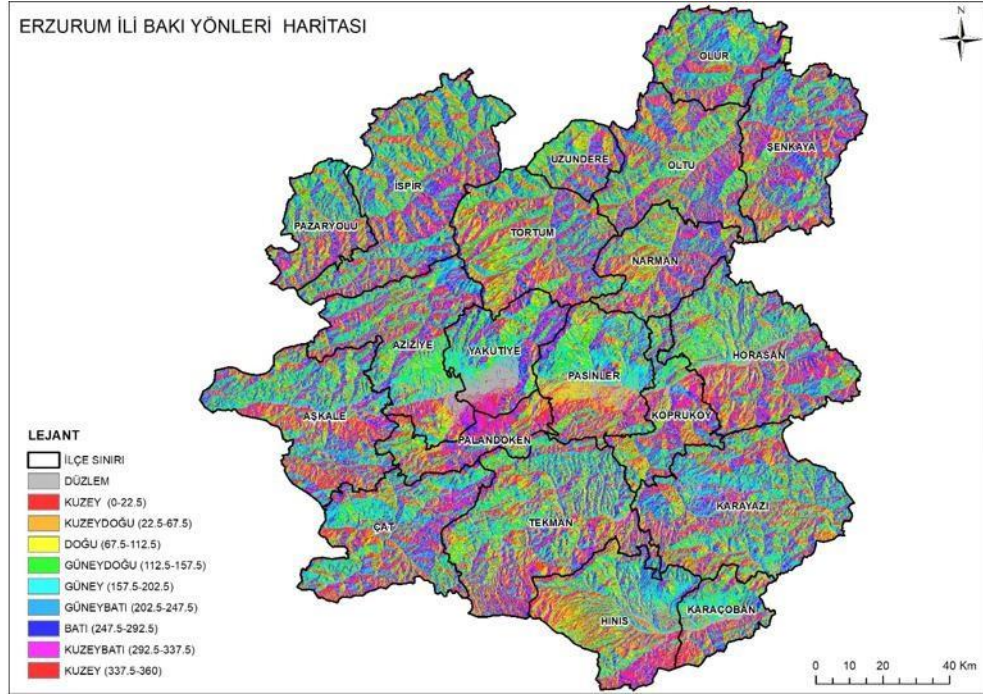 ERZURUM İLİ BAKI YÖNLERİ HARİTASI
N
OLUR
ŞENKAYA
UZUNDERE
OLTU
İSPİR
PAZARYOLU
TORTUM
NARMAN
AZİZİYE
YAKUTİYE
HORASAN
PASİNLER
AŞKALE
KÖPRÜKÖY
PALANDÖKEN
KARAYAZI
ÇAT
TEKMAN
HINIS
KARAÇOBAN
LEJANT
İLÇE SINIRI
DÜZLEM
KUZEY (0-22.5)
KUZEYDOĞU (22.5-67.5)
DOĞU (67.5-112.5)
GÜNEYDOĞU (112.5-157.5)
GÜNEY (157.5-202.5)
GÜNEYBATI (202.5-247.5)
BATI (247.5-292.5)
KUZEYBATI (292.5-337.5)
KUZEY (337.5-360)
0 10 20 40 Km